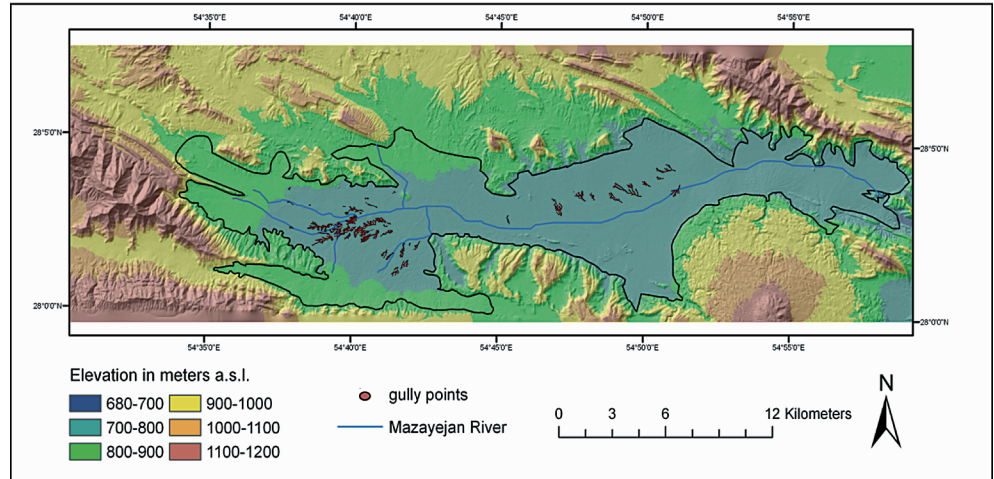 54°35'0"E 54°40'0"E 54°45'0"E 54°50'0"E 54°55'0"E
28°5'0"N 28°5'0"N
28°0'0"N 28°0'0"N
54°35'0"E 54°40'0"E 54°45'0"E 54°50'0"E 54°55'0"E
Elevation in meters a.s.l.
680-700 900-1000
700-800 1000-1100
800-900 1100-1200
gully points
Mazayejan River
0 3 6 12 Kilometers
N